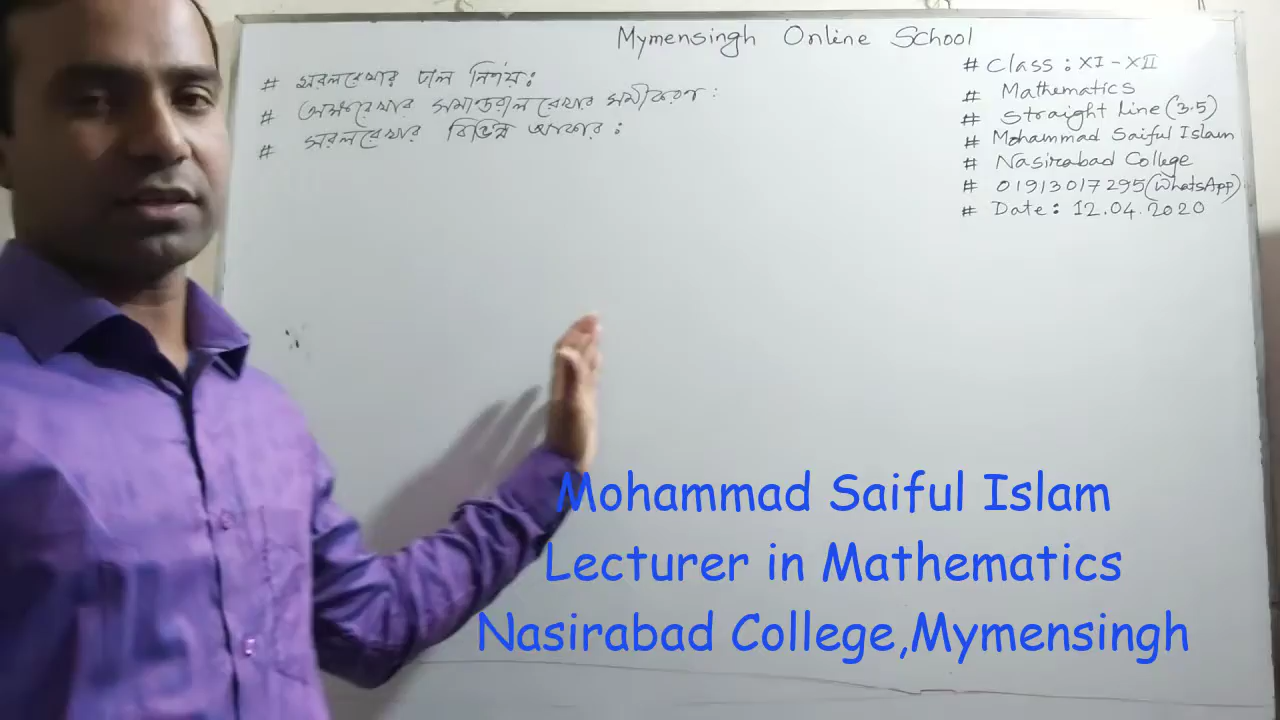 Mymensingh Online School
# সরলরেখার ঢাল নির্ণয়ঃ
# অক্ষরেখার সমান্তরাল রেখার সমীকরণ :
# সরলরেখার বিভিন্ন আকার :
# Class : XI - XII
# Mathematics
# Straight Line (3.5)
# Mohammad Saiful Islam
# Nasirabad College
# 01913017295 (WhatsApp)
# Date : 12.04.2020
Mohammad Saiful Islam
Lecturer in Mathematics
Nasirabad College,Mymensingh